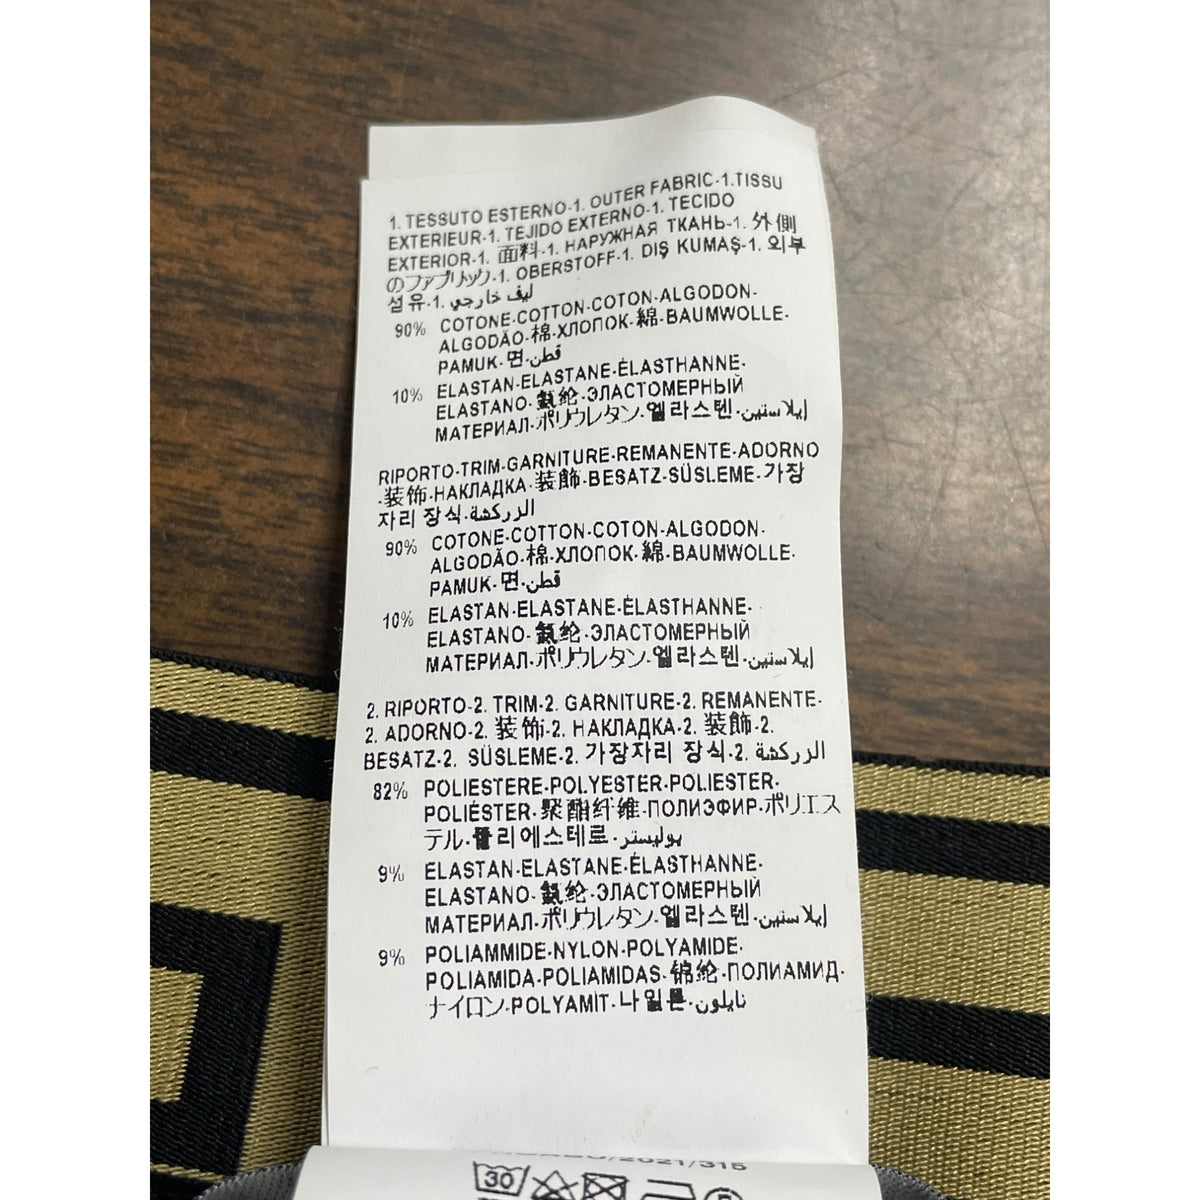 1. TESSUTO ESTERNO-1. OUTER FABRIC-1.TISSU
EXTERIEUR-1. TEJIDO EXTERNO-1. TECIDO
EXTERIOR-1. 面料-1. НАРУЖНАЯ ТКАНЬ-1. 外側
のファブリック-1. OBERSTOFF-1. DIŞ KUMAŞ-1. 외부
섬유-1. ليف خارجي
90% COTONE-COTTON-COTON-ALGODON-
ALGODÃO-棉-ХЛОПОК-綿-BAUMWOLLE-
PAMUK-면-قطن
10% ELASTAN-ELASTANE-ÉLASTHANNE-
ELASTANO-氨纶-ЭЛАСТОМЕРНЫЙ
МАТЕРИАЛ-ポリウレタン-엘라스텐-إيلاستين
RIPORTO-TRIM-GARNITURE-REMANENTE-ADORNO
-装饰-НАКЛАДКА-装飾-BESATZ-SÜSLEME-가장
자리 장식-الزركشة
90% COTONE-COTTON-COTON-ALGODON-
ALGODÃO-棉-ХЛОПОК-綿-BAUMWOLLE-
PAMUK-면-قطن
10% ELASTAN-ELASTANE-ÉLASTHANNE-
ELASTANO-氨纶-ЭЛАСТОМЕРНЫЙ
МАТЕРИАЛ-ポリウレタン-엘라스텐-إيلاستين
2. RIPORTO-2. TRIM-2. GARNITURE-2. REMANENTE-
2. ADORNO-2. 装饰-2. НАКЛАДКА-2. 装飾-2.
BESATZ-2. SÜSLEME-2. 가장자리 장식-2. الزركشة
82% POLIESTERE-POLYESTER-POLIESTER-
POLIÉSTER-聚酯纤维-ПОЛИЭФИР-ポリエス
テル-폴리에스테르-بوليستر
9% ELASTAN-ELASTANE-ÉLASTHANNE-
ELASTANO-氨纶-ЭЛАСТОМЕРНЫЙ
МАТЕРИАЛ-ポリウレタン-엘라스텐-إيلاستين
9% POLIAMMIDE-NYLON-POLYAMIDE-
POLIAMIDA-POLIAMIDAS-锦纶-ПОЛИАМИД-
ナイロン-POLYAMIT-나일론-نايلون
30